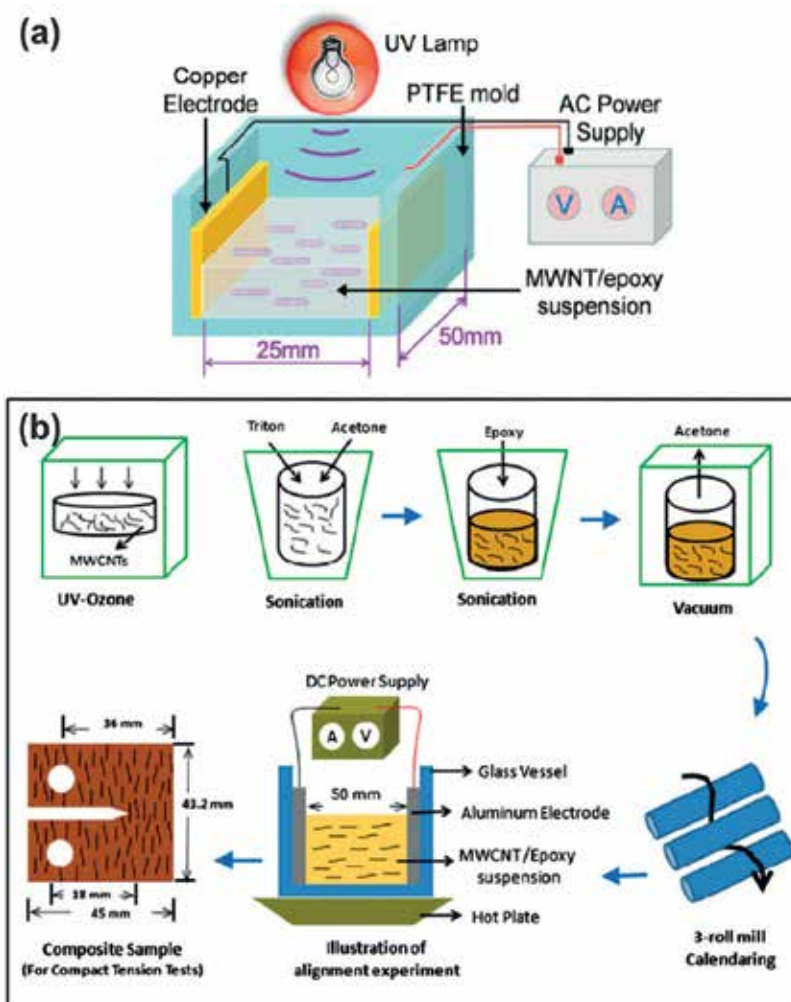 (a)
UV Lamp
Copper
Electrode
PTFE mold
AC Power
Supply
V A
MWNT/epoxy
suspension
25mm
50mm
(b)
Triton
Acetone
Epoxy
Acetone
MWCNTs
UV-Ozone
Sonication
Sonication
Vacuum
DC Power Supply
A V
36 mm
43.2 mm
50 mm
Glass Vessel
Aluminum Electrode
MWCNT/Epoxy
suspension
Hot Plate
18 mm
45 mm
Composite Sample
(For Compact Tension Tests)
Illustration of
alignment experiment
3-roll mill
Calendaring